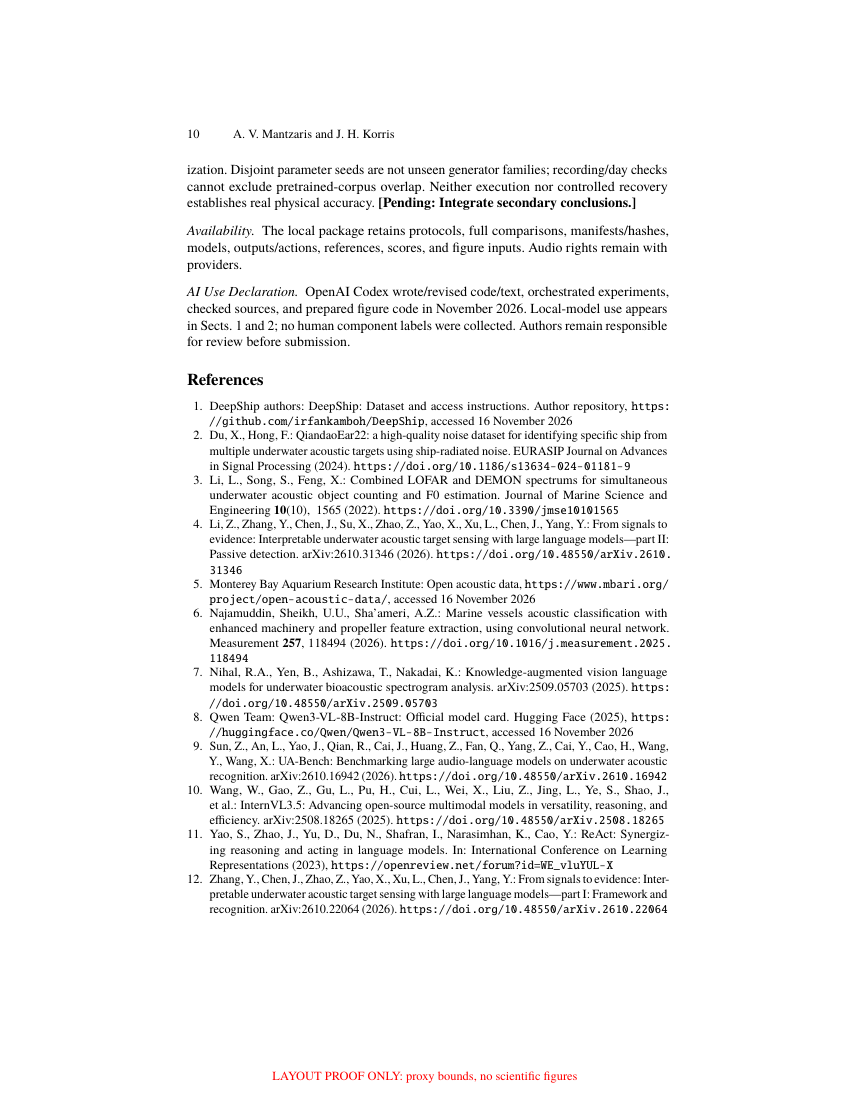 10 A. V. Mantzaris and J. H. Korris
ization. Disjoint parameter seeds are not unseen generator families; recording/day checks
cannot exclude pretrained-corpus overlap. Neither execution nor controlled recovery
establishes real physical accuracy. [Pending: Integrate secondary conclusions.]
Availability. The local package retains protocols, full comparisons, manifests/hashes,
models, outputs/actions, references, scores, and figure inputs. Audio rights remain with
providers.
AI Use Declaration. OpenAI Codex wrote/revised code/text, orchestrated experiments,
checked sources, and prepared figure code in November 2026. Local-model use appears
in Sects. 1 and 2; no human component labels were collected. Authors remain responsible
for review before submission.
References
1. DeepShip authors: DeepShip: Dataset and access instructions. Author repository, https:
//github.com/irfankamboh/DeepShip, accessed 16 November 2026
2. Du, X., Hong, F.: QiandaoEar22: a high-quality noise dataset for identifying specific ship from
multiple underwater acoustic targets using ship-radiated noise. EURASIP Journal on Advances
in Signal Processing (2024). https://doi.org/10.1186/s13634-024-01181-9
3. Li, L., Song, S., Feng, X.: Combined LOFAR and DEMON spectrums for simultaneous
underwater acoustic object counting and F0 estimation. Journal of Marine Science and
Engineering 10(10), 1565 (2022). https://doi.org/10.3390/jmse10101565
4. Li, Z., Zhang, Y., Chen, J., Su, X., Zhao, Z., Yao, X., Xu, L., Chen, J., Yang, Y.: From signals to
evidence: Interpretable underwater acoustic target sensing with large language models—part II:
Passive detection. arXiv:2610.31346 (2026). https://doi.org/10.48550/arXiv.2610.
31346
5. Monterey Bay Aquarium Research Institute: Open acoustic data, https://www.mbari.org/
project/open-acoustic-data/, accessed 16 November 2026
6. Najamuddin, Sheikh, U.U., Sha'ameri, A.Z.: Marine vessels acoustic classification with
enhanced machinery and propeller feature extraction, using convolutional neural network.
Measurement 257, 118494 (2026). https://doi.org/10.1016/j.measurement.2025.
118494
7. Nihal, R.A., Yen, B., Ashizawa, T., Nakadai, K.: Knowledge-augmented vision language
models for underwater bioacoustic spectrogram analysis. arXiv:2509.05703 (2025). https:
//doi.org/10.48550/arXiv.2509.05703
8. Qwen Team: Qwen3-VL-8B-Instruct: Official model card. Hugging Face (2025), https:
//huggingface.co/Qwen/Qwen3-VL-8B-Instruct, accessed 16 November 2026
9. Sun, Z., An, L., Yao, J., Qian, R., Cai, J., Huang, Z., Fan, Q., Yang, Z., Cai, Y., Cao, H., Wang,
Y., Wang, X.: UA-Bench: Benchmarking large audio-language models on underwater acoustic
recognition. arXiv:2610.16942 (2026). https://doi.org/10.48550/arXiv.2610.16942
10. Wang, W., Gao, Z., Gu, L., Pu, H., Cui, L., Wei, X., Liu, Z., Jing, L., Ye, S., Shao, J.,
et al.: InternVL3.5: Advancing open-source multimodal models in versatility, reasoning, and
efficiency. arXiv:2508.18265 (2025). https://doi.org/10.48550/arXiv.2508.18265
11. Yao, S., Zhao, J., Yu, D., Du, N., Shafran, I., Narasimhan, K., Cao, Y.: ReAct: Synergiz-
ing reasoning and acting in language models. In: International Conference on Learning
Representations (2023), https://openreview.net/forum?id=WE_vluYUL-X
12. Zhang, Y., Chen, J., Zhao, Z., Yao, X., Xu, L., Chen, J., Yang, Y.: From signals to evidence: Inter-
pretable underwater acoustic target sensing with large language models—part I: Framework and
recognition. arXiv:2610.22064 (2026). https://doi.org/10.48550/arXiv.2610.22064
LAYOUT PROOF ONLY: proxy bounds, no scientific figures